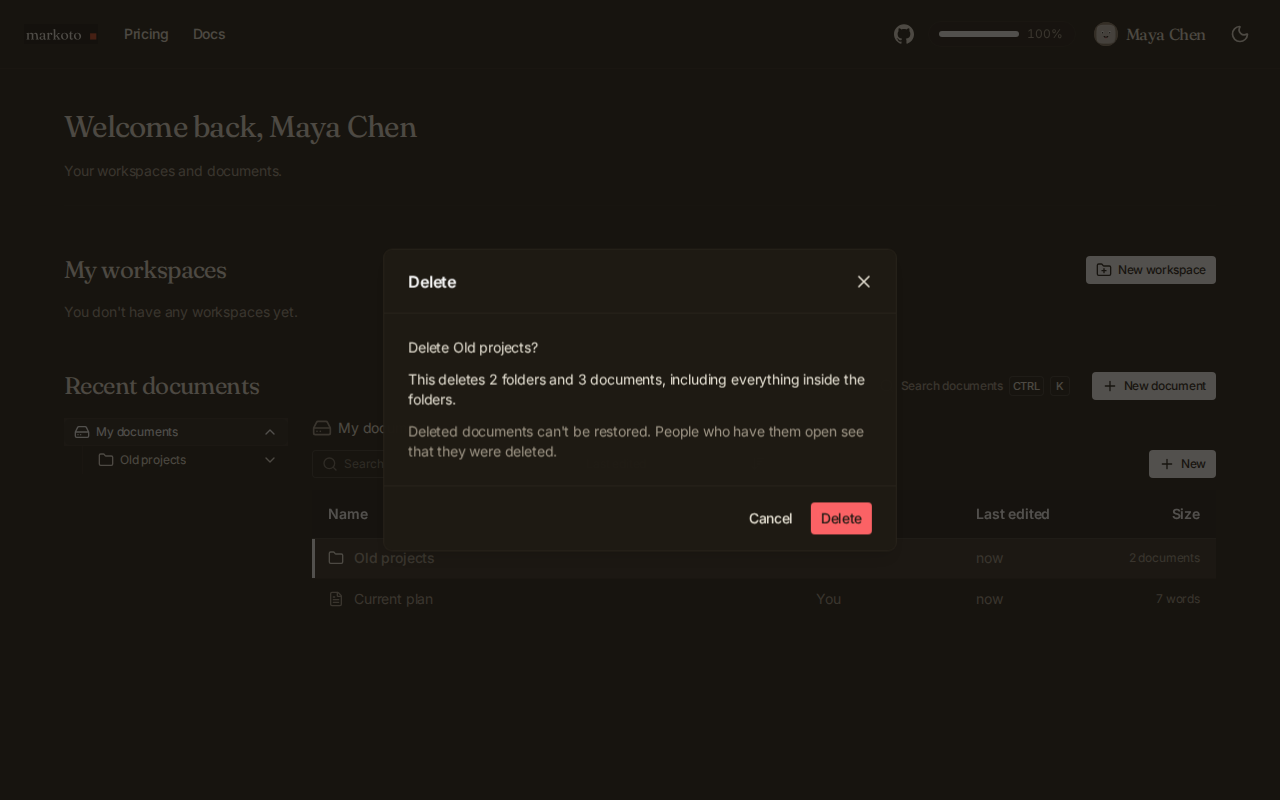 markoto
Pricing
Docs
100%
Maya Chen
Welcome back, Maya Chen
Your workspaces and documents.
My workspaces
New workspace
You don't have any workspaces yet.
Recent documents
Search documents CTRL K
New document
My documents
Old projects
Search
New
Name
Last edited
Size
Old projects
now
2 documents
Current plan
You
now
7 words
Delete
Delete Old projects?
This deletes 2 folders and 3 documents, including everything inside the
folders.
Deleted documents can't be restored. People who have them open see
that they were deleted.
Cancel
Delete